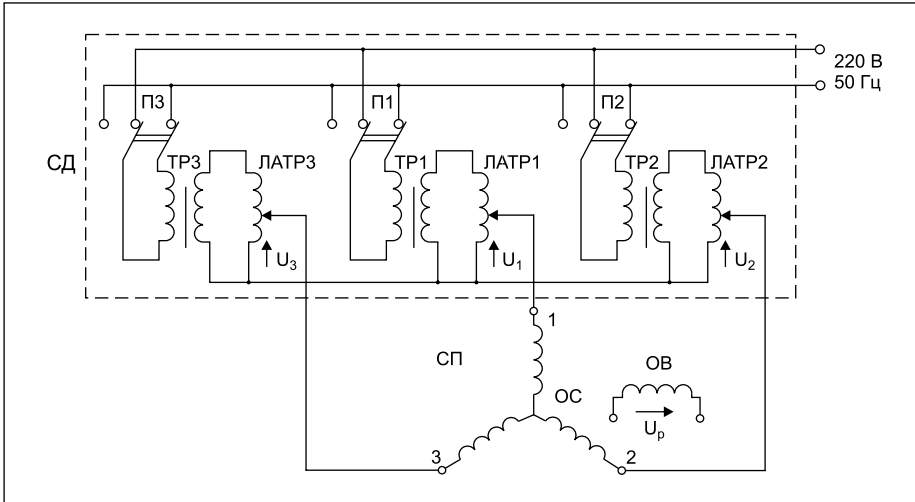 220 В
50 Гц
П3
П1
П2
СД
ТР3
ЛАТР3
ТР1
ЛАТР1
ТР2
ЛАТР2
U3
U1
U2
1
СП
ОВ
ОС
Uр
3
2